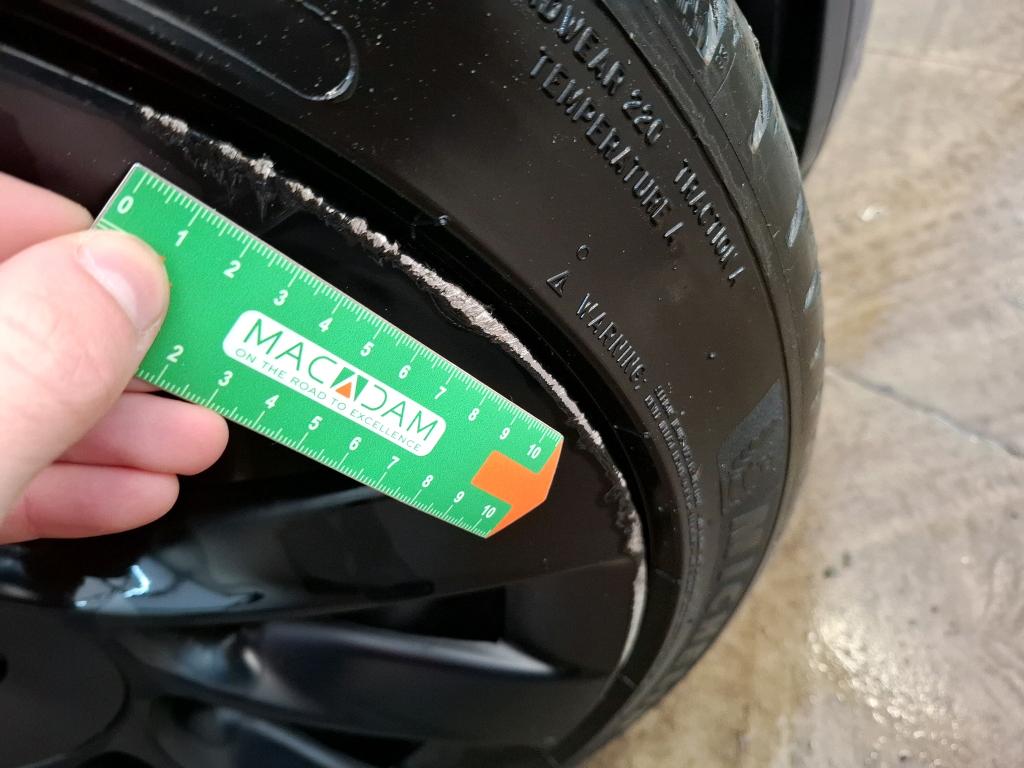 TREADWEAR 220 TRACTION A
TEMPERATURE A
WARNING:
0 1 2 3 4 5 6 7 8 9 10
MACADAM
ON THE ROAD TO EXCELLENCE
2 3 4 5 6 7 8 9 10